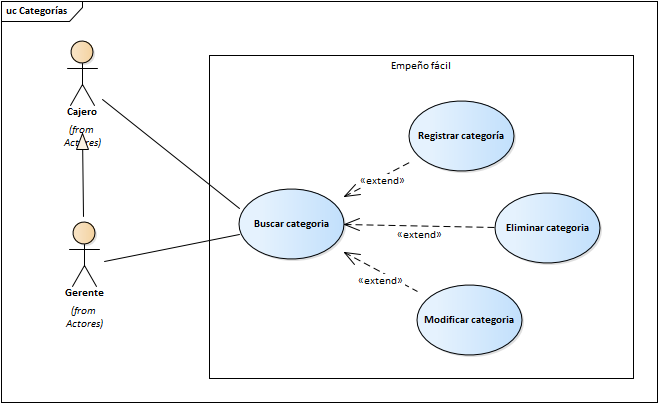 uc Categorías
Empeño fácil
Cajero
(from
Actores)
Registrar categoría
«extend»
Buscar categoria
Eliminar categoria
«extend»
Gerente
(from
Actores)
«extend»
Modificar categoria